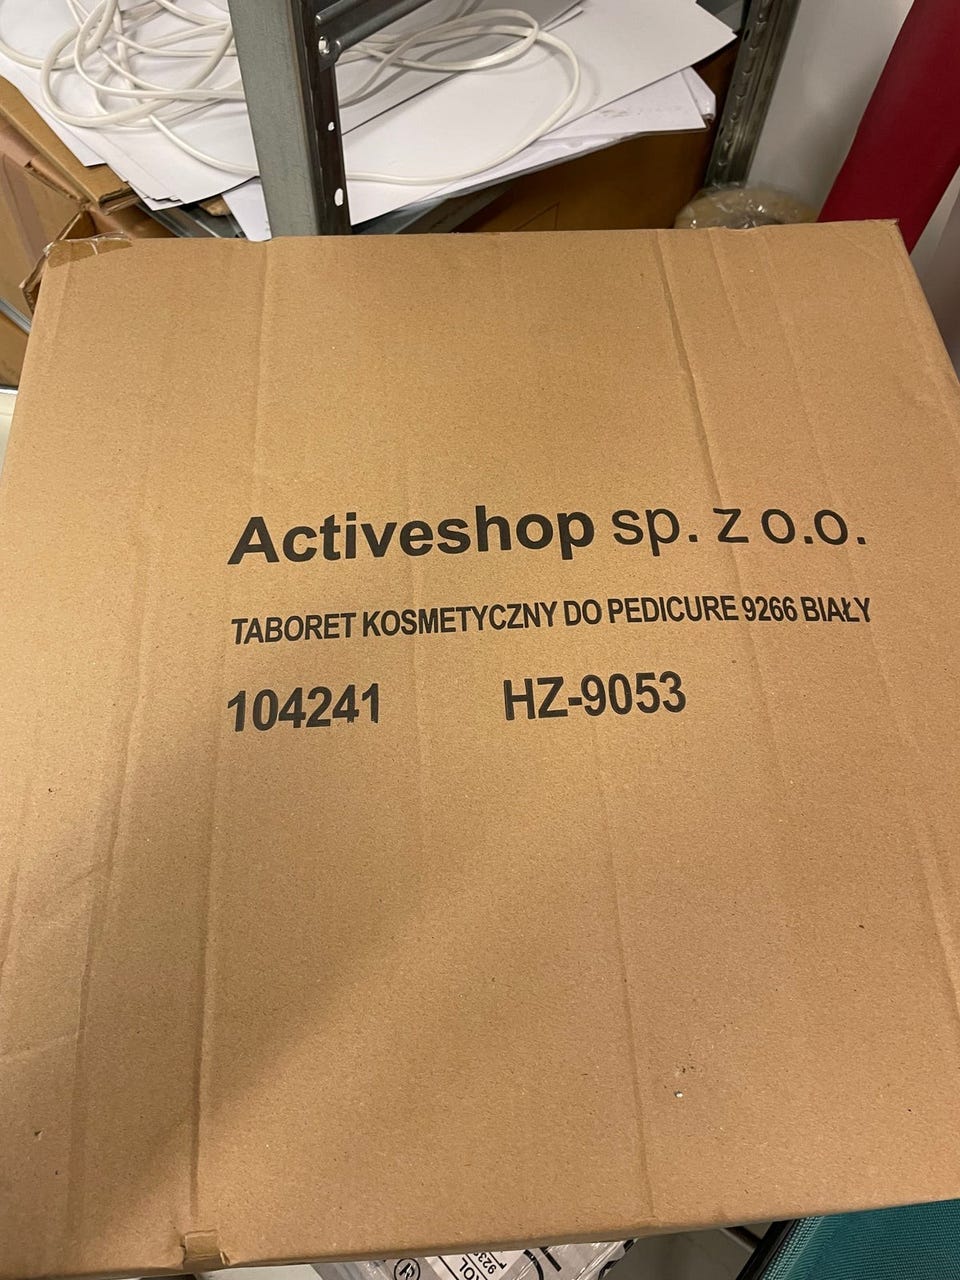 Activeshop sp. z o.o.
TABORET KOSMETYCZNY DO PEDICURE 9266 BIAŁY
104241 HZ-9053